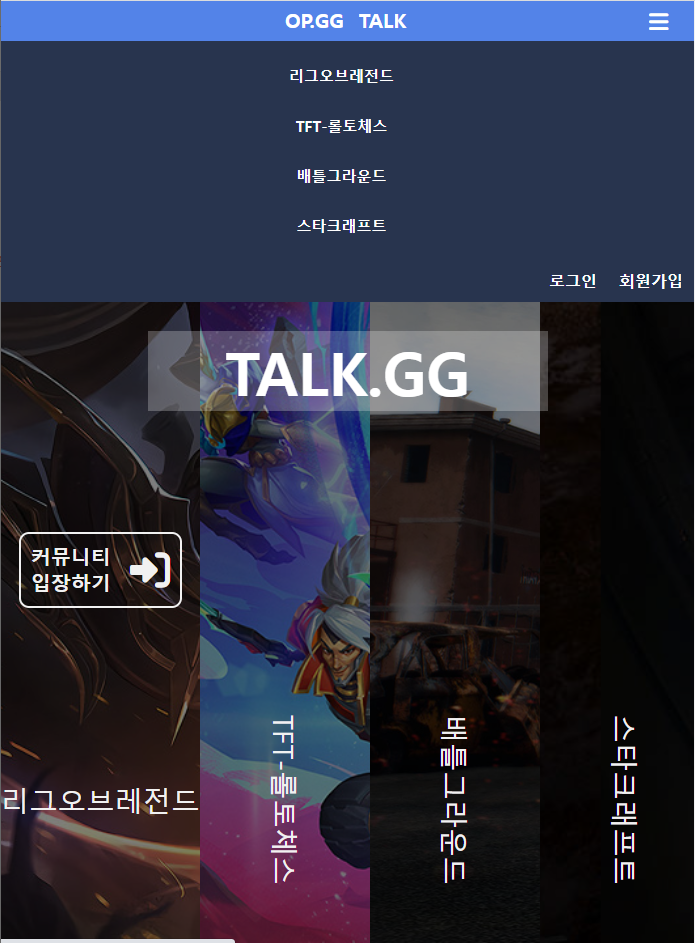 OP.GG TALK
리그오브레전드
TFT-롤토체스
배틀그라운드
스타크래프트
로그인 회원가입
TALK.GG
커뮤니티
입장하기
리그오브레전드
TFT-롤토체스
배틀그라운드
스타크래프트